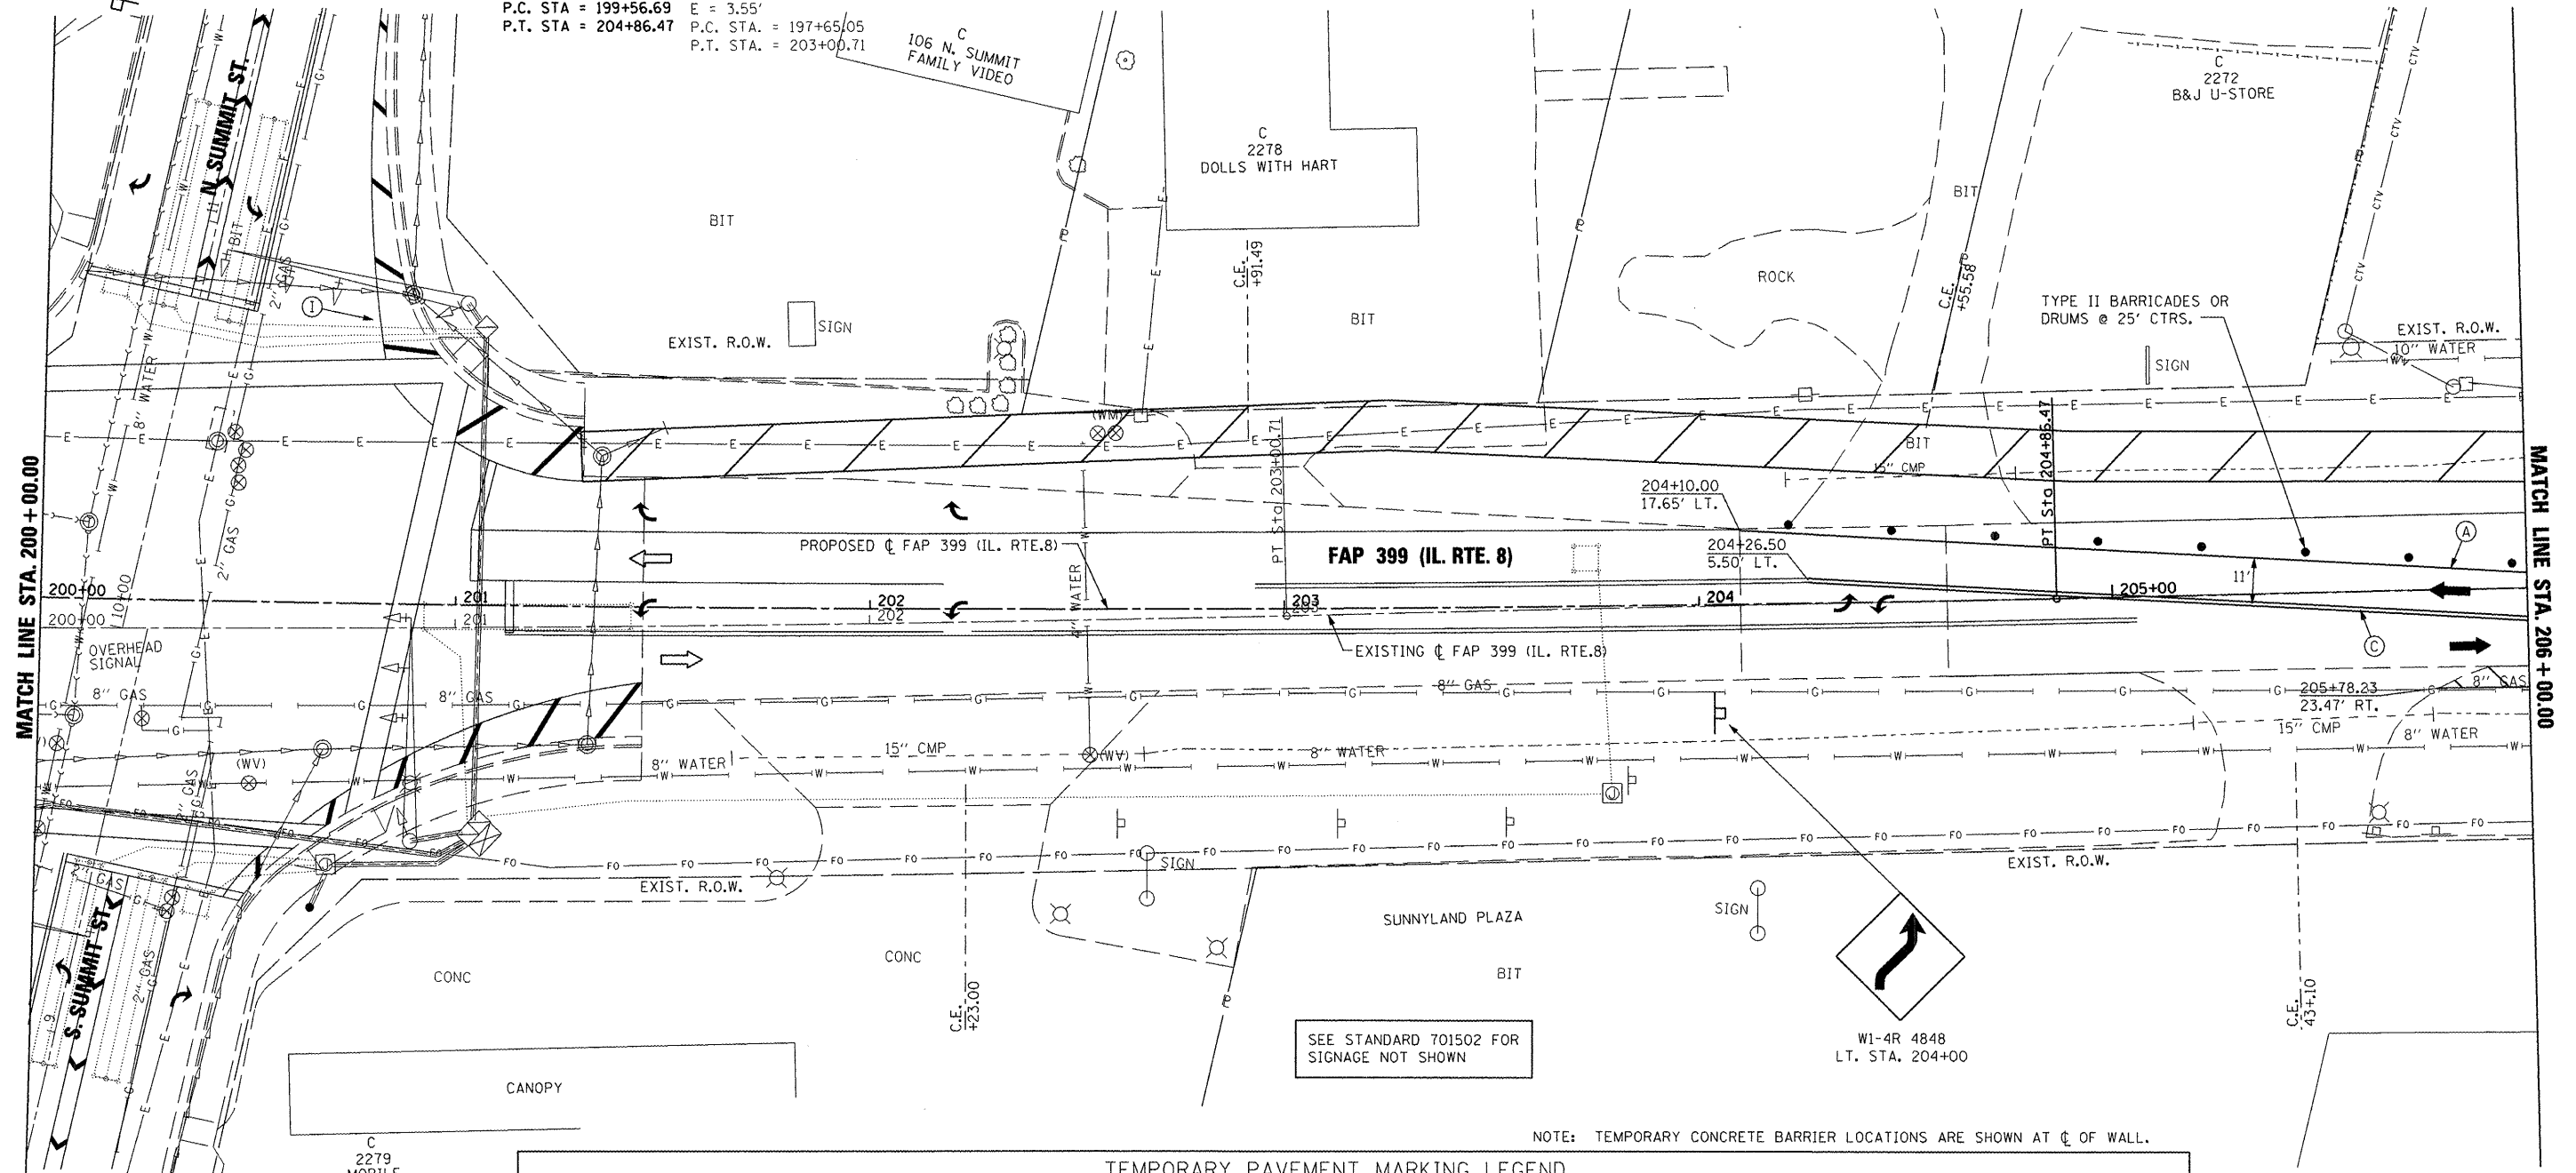 P.C. STA = 199+56.69 E = 3.55'
P.T. STA = 204+86.47 P.C. STA. = 197+65.05
P.T. STA. = 203+00.71
C
106 N. SUMMIT
FAMILY VIDEO
C
2278
DOLLS WITH HART
C
2272
B&J U-STORE
N SUMMIT ST.
BIT
BIT
BIT
ROCK
SIGN
EXIST. R.O.W.
C.E.
+91.49
C.E.
+55.58
TYPE II BARRICADES OR
DRUMS @ 25' CTRS.
EXIST. R.O.W.
10" WATER
SIGN
I
2" GAS
8" WATER
(WM)
BIT
15" CMP
PT Sta 203+00.71
PT Sta 204+86.47
204+10.00
17.65' LT.
204+26.50
5.50' LT.
A
C
11'
MATCH LINE STA. 200+00.00
MATCH LINE STA. 206+00.00
PROPOSED ℄ FAP 399 (IL. RTE.8)
FAP 399 (IL. RTE. 8)
EXISTING ℄ FAP 399 (IL. RTE.8)
2" GAS
110+00
200+00
201
202
203
204
205+00
200+00
201
202
OVERHEAD
SIGNAL
8" GAS
8" GAS
8" GAS
8" GAS
205+78.23
23.47' RT.
15" CMP
8" WATER
(WV)
8" WATER
15" CMP
(WV)
8" WATER
2" GAS
J
J
SIGN
EXIST. R.O.W.
EXIST. R.O.W.
SIGN
SUNNYLAND PLAZA
BIT
CONC
CONC
C.E.
+23.00
C.E.
43+.10
S. SUMMIT ST.
2" GAS
SEE STANDARD 701502 FOR
SIGNAGE NOT SHOWN
W1-4R 4848
LT. STA. 204+00
CANOPY
C
2279
MOBILE
NOTE: TEMPORARY CONCRETE BARRIER LOCATIONS ARE SHOWN AT ℄ OF WALL.
TEMPORARY PAVEMENT MARKING LEGEND